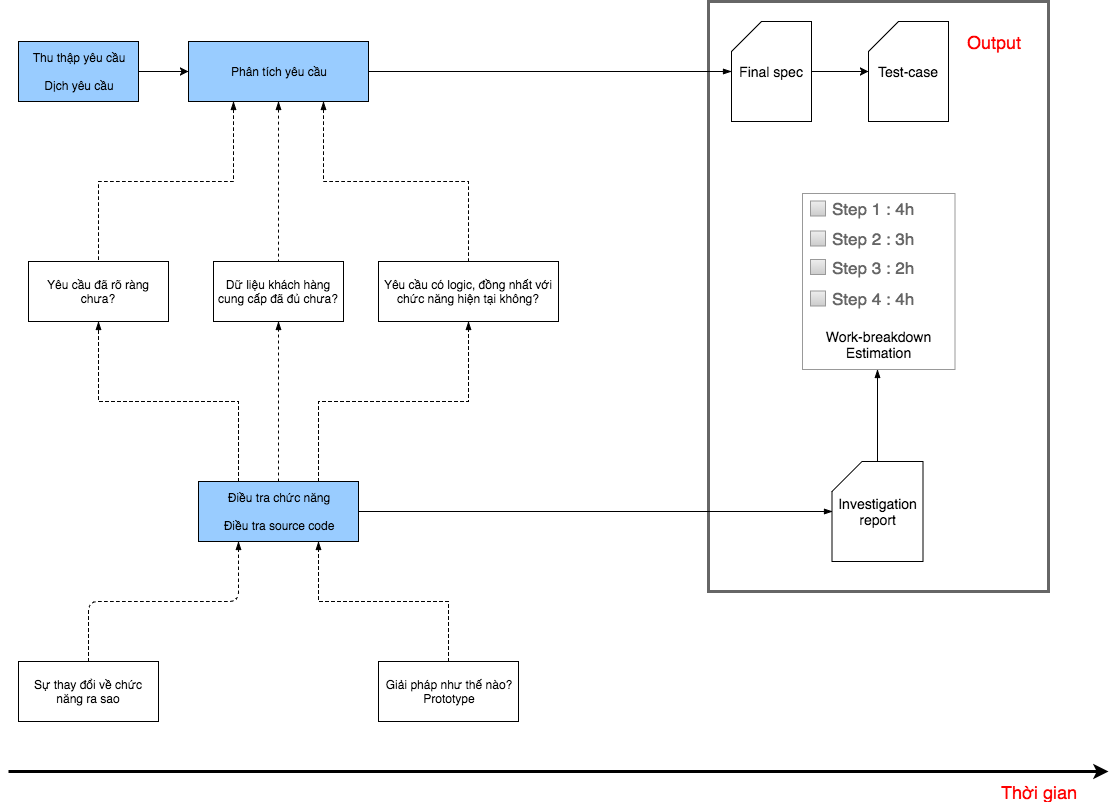 Output
Thu thập yêu cầu
Dịch yêu cầu
Phân tích yêu cầu
Final spec
Test-case
Step 1 : 4h
Step 2 : 3h
Step 3 : 2h
Step 4 : 4h
Work-breakdown
Estimation
Yêu cầu đã rõ ràng
chưa?
Dữ liệu khách hàng
cung cấp đã đủ chưa?
Yêu cầu có logic, đồng nhất với
chức năng hiện tại không?
Điều tra chức năng
Điều tra source code
Investigation
report
Sự thay đổi về chức
năng ra sao
Giải pháp như thế nào?
Prototype
Thời gian